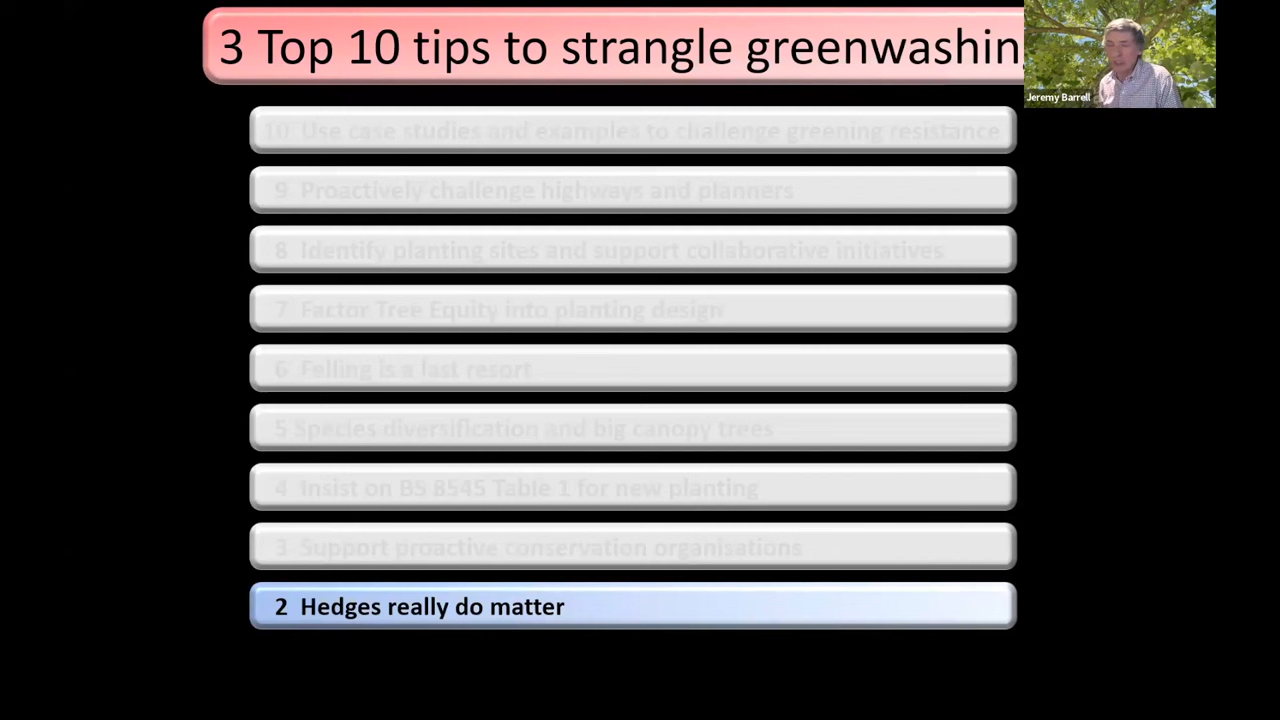 3 Top 10 tips to strangle greenwashin
Jeremy Barrell
10 Use case studies and examples to challenge greening resistance
9 Proactively challenge highways and planners
8 Identify planting sites and support collaborative initiatives
7 Factor Tree Equity into planting design
6 Felling is a last resort
5 Species diversification and big canopy trees
4 Insist on BS 8545 Table 1 for new planting
3 Support proactive conservation organisations
2 Hedges really do matter